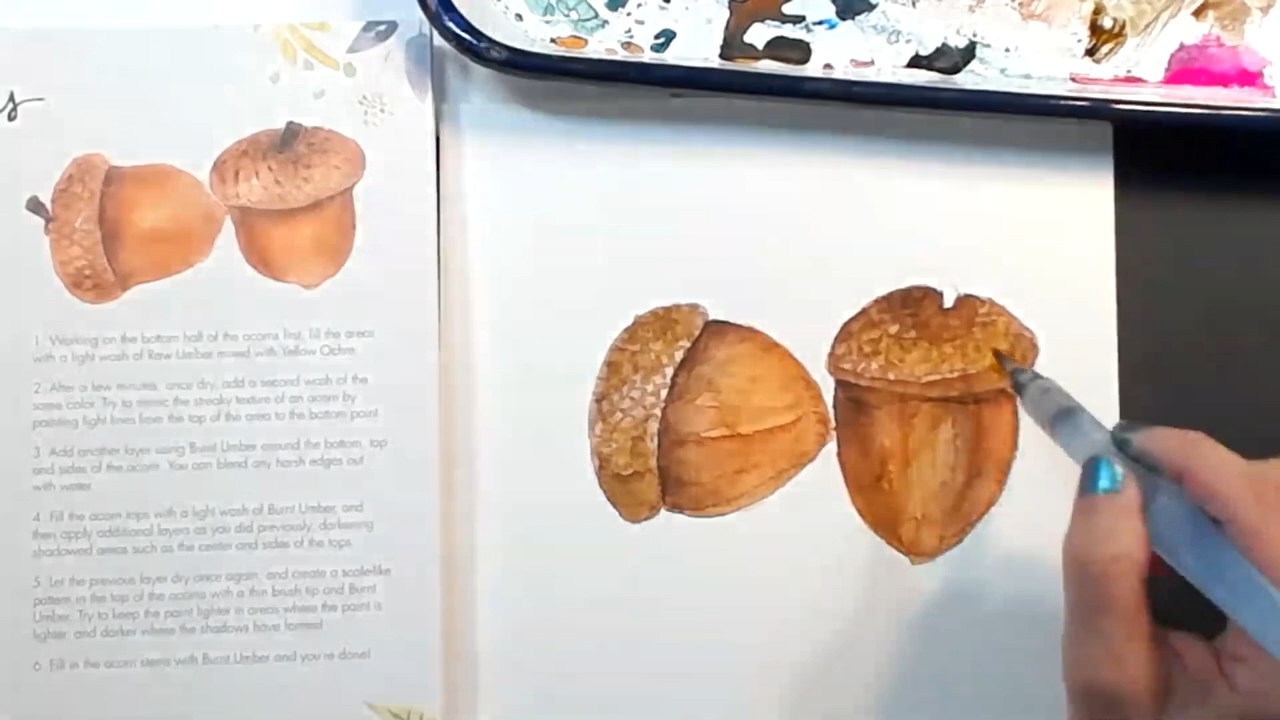 s
1. Working on the bottom half of the acorns first, fill the areas
with a light wash of Raw Umber mixed with Yellow Ochre.
2. After a few minutes, once dry, add a second wash of the
same color. Try to mimic the streaky texture of an acorn by
painting light lines from the top of the area to the bottom point.
3. Add another layer using Burnt Umber around the bottom, top
and sides of the acorn. You can blend any harsh edges out
with water.
4. Fill the acorn tops with a light wash of Burnt Umber, and
then apply additional layers as you did previously, darkening
shadowed areas such as the center and sides of the tops.
5. Let the previous layer dry once again, and create a scale-like
pattern in the top of the acorns with a thin brush tip and Burnt
Umber. Try to keep the paint lighter in areas where the paint is
lighter, and darker where the shadows have formed.
6. Fill in the acorn stems with Burnt Umber and you're done!